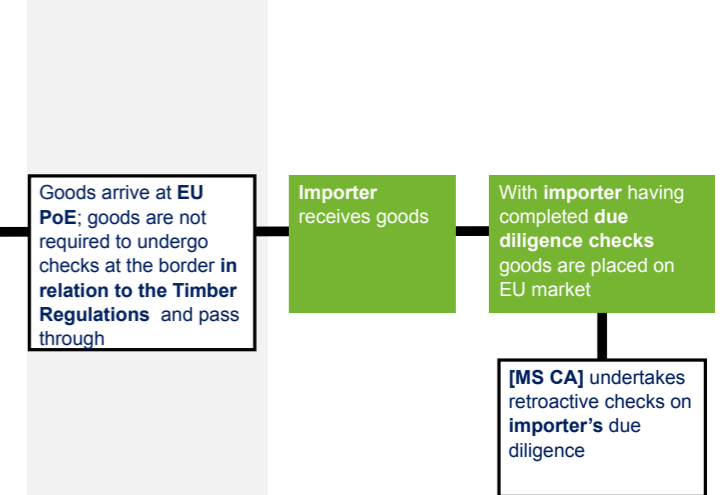 Goods arrive at EU
PoE; goods are not
required to undergo
checks at the border in
relation to the Timber
Regulations  and pass
through
Importer
receives goods
With importer having
completed due
diligence checks
goods are placed on
EU market
[MS CA] undertakes
retroactive checks on
importer’s due
diligence